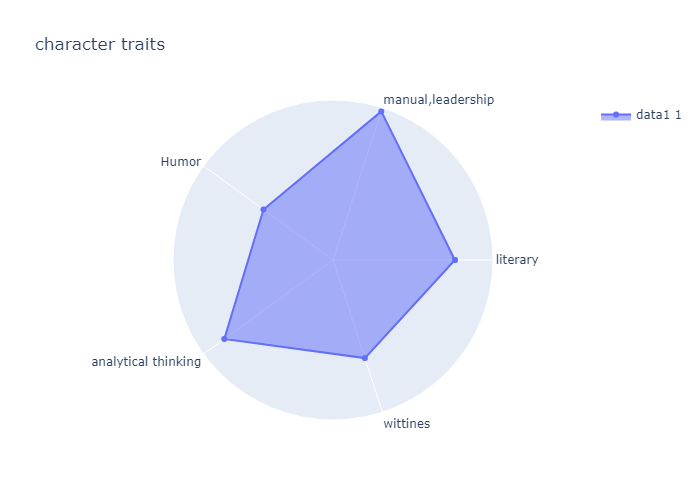 character traits
manual,leadership
data1 1
Humor
literary
analytical thinking
wittines